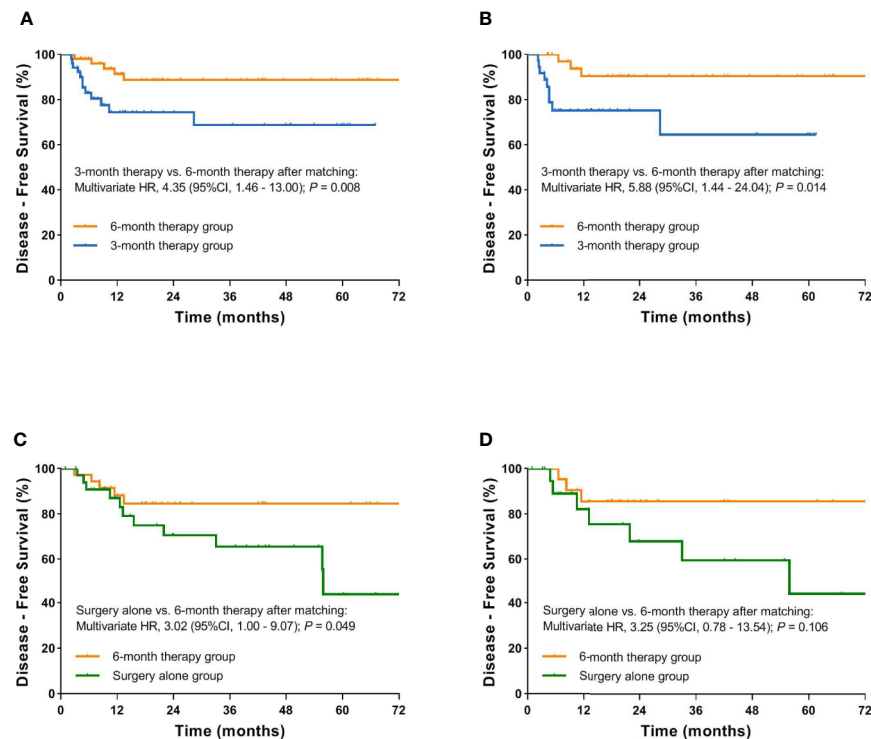 A
Disease - Free Survival (%)
100
80
60
40
20
0
3-month therapy vs. 6-month therapy after matching:
Multivariate HR, 4.35 (95%CI, 1.46 - 13.00); P = 0.008
6-month therapy group
3-month therapy group
0 12 24 36 48 60 72
Time (months)
B
Disease - Free Survival (%)
100
80
60
40
20
0
3-month therapy vs. 6-month therapy after matching:
Multivariate HR, 5.88 (95%CI, 1.44 - 24.04); P = 0.014
6-month therapy group
3-month therapy group
0 12 24 36 48 60 72
Time (months)
C
Disease - Free Survival (%)
100
80
60
40
20
0
Surgery alone vs. 6-month therapy after matching:
Multivariate HR, 3.02 (95%CI, 1.00 - 9.07); P = 0.049
6-month therapy group
Surgery alone group
0 12 24 36 48 60 72
Time (months)
D
Disease - Free Survival (%)
100
80
60
40
20
0
Surgery alone vs. 6-month therapy after matching:
Multivariate HR, 3.25 (95%CI, 0.78 - 13.54); P = 0.106
6-month therapy group
Surgery alone group
0 12 24 36 48 60 72
Time (months)